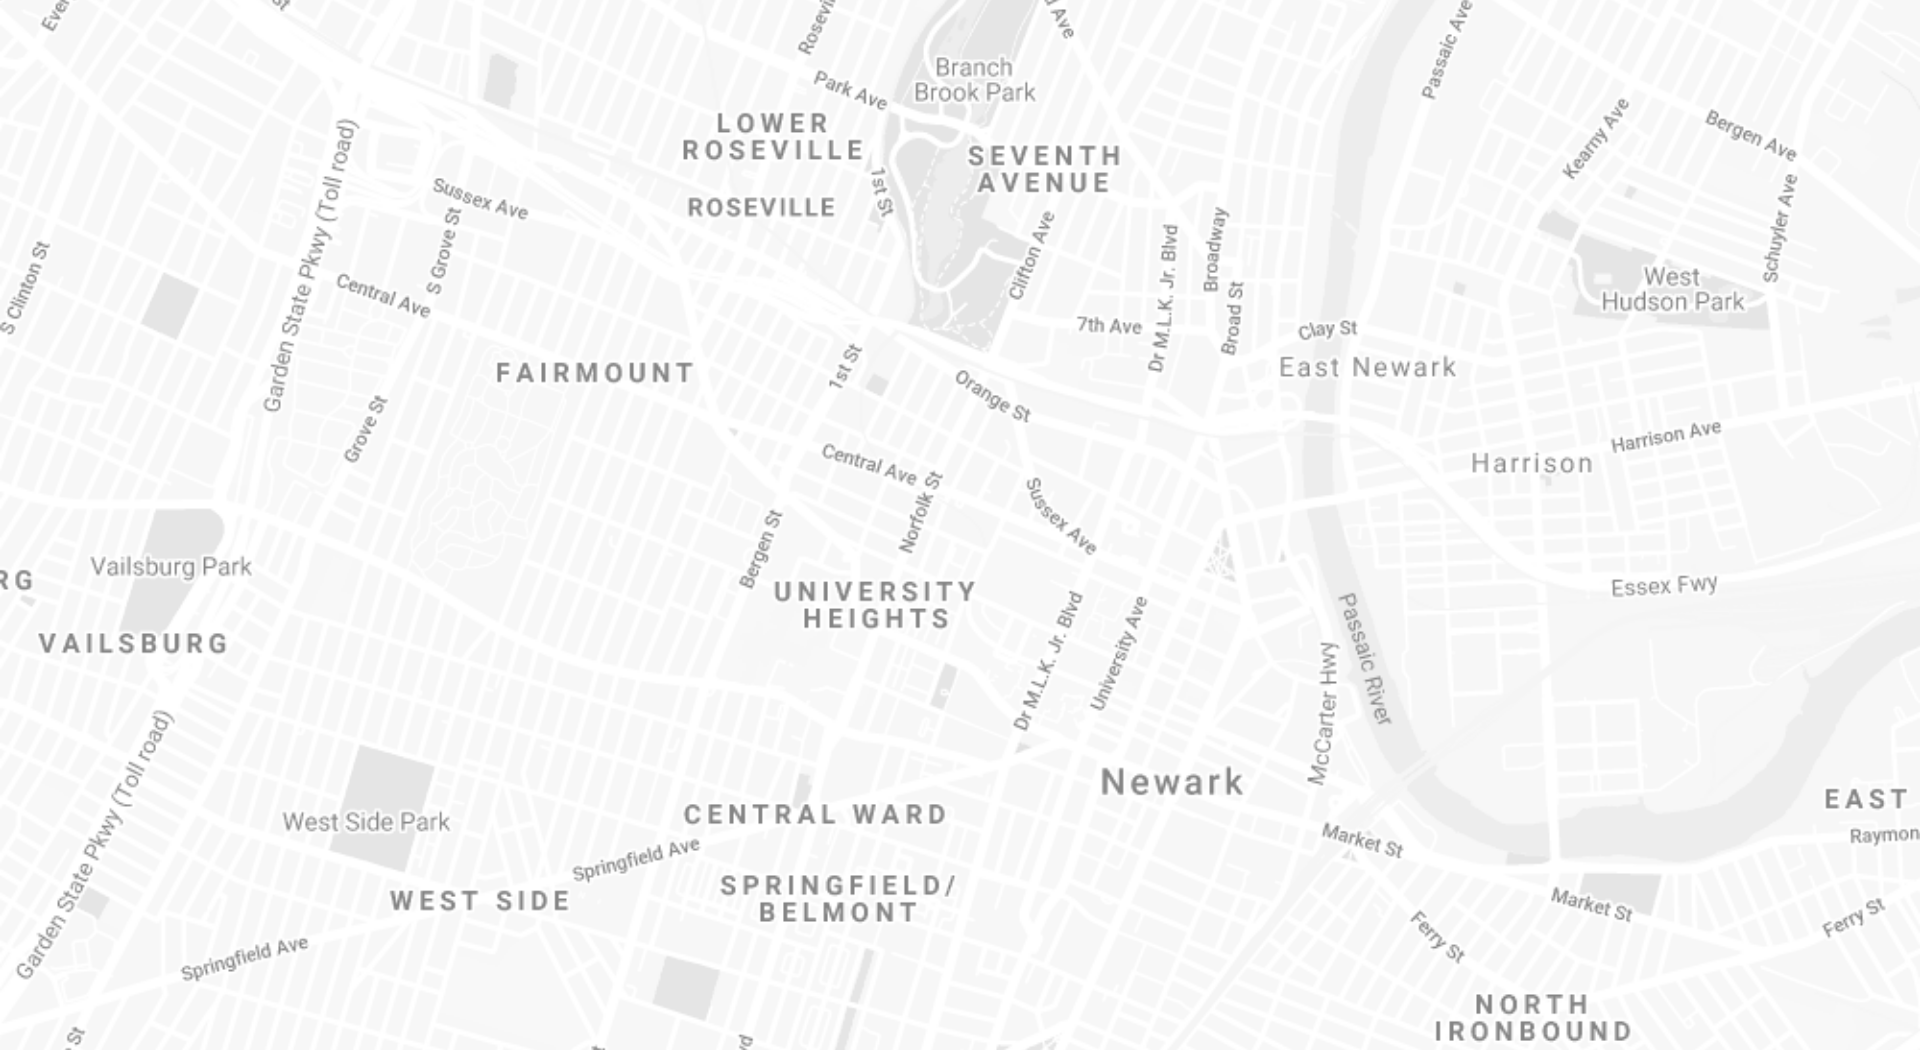 Park Ave
Branch
Brook Park
Passaic Ave
LOWER
ROSEVILLE
Kearny Ave
Bergen Ave
SEVENTH
AVENUE
Garden State Pkwy (Toll road)
Sussex Ave
1st St
ROSEVILLE
S Grove St
Clifton Ave
Dr M.L.K. Jr. Blvd
Broadway
Schuyler Ave
S Clinton St
Central Ave
West
Hudson Park
Broad St
7th Ave
Clay St
FAIRMOUNT
1st St
East Newark
Orange St
Grove St
Harrison Ave
Central Ave
Harrison
Norfolk St
Sussex Ave
Bergen St
Vailsburg Park
RG
UNIVERSITY
HEIGHTS
Essex Fwy
VAILSBURG
Dr M.L.K. Jr. Blvd
University Ave
Passaic River
McCarter Hwy
Garden State Pkwy (Toll road)
Newark
West Side Park
CENTRAL WARD
EAST
Market St
Raymon
Springfield Ave
WEST SIDE
SPRINGFIELD/
BELMONT
Market St
Ferry St
Ferry St
Springfield Ave
NORTH
IRONBOUND